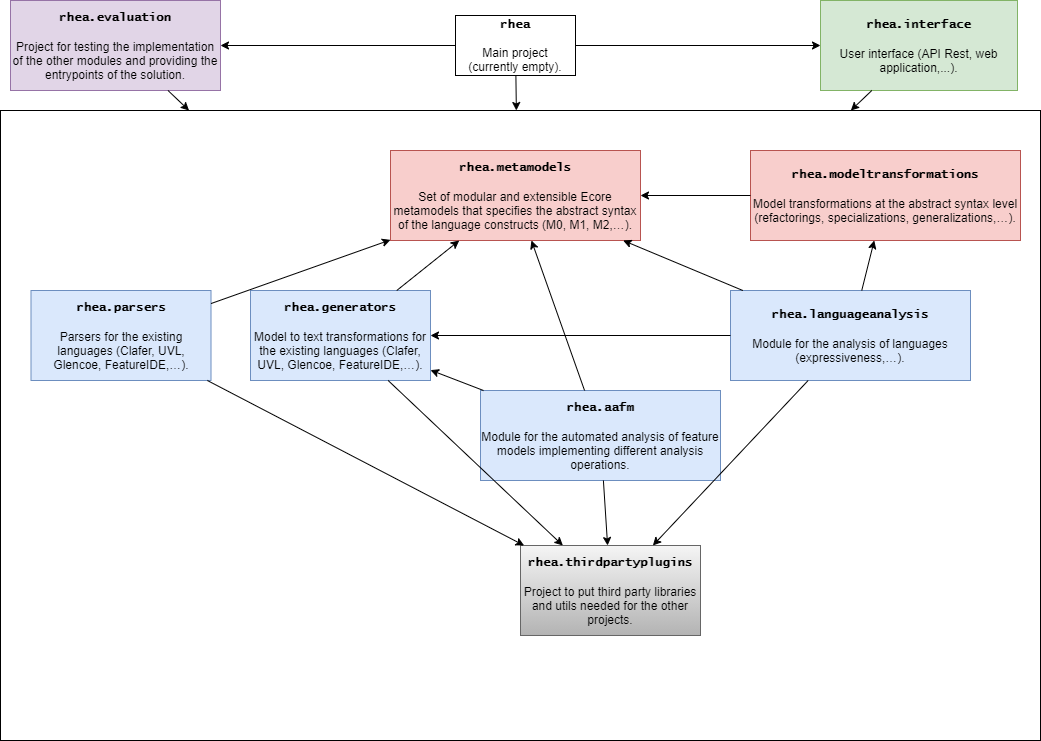 rhea.evaluation
Project for testing the implementation
of the other modules and providing the
entrypoints of the solution.
rhea
Main project
(currently empty).
rhea.interface
User interface (API Rest, web
application,...).
rhea.metamodels
Set of modular and extensible Ecore
metamodels that specifies the abstract syntax
of the language constructs (M0, M1, M2,…).
rhea.modeltransformations
Model transformations at the abstract syntax level
(refactorings, specializations, generalizations,…).
rhea.parsers
Parsers for the existing
languages (Clafer, UVL,
Glencoe, FeatureIDE,…).
rhea.generators
Model to text transformations for
the existing languages (Clafer,
UVL, Glencoe, FeatureIDE,…).
rhea.languageanalysis
Module for the analysis of languages
(expressiveness,…).
rhea.aafm
Module for the automated analysis of feature
models implementing different analysis
operations.
rhea.thirdpartyplugins
Project to put third party libraries
and utils needed for the other
projects.